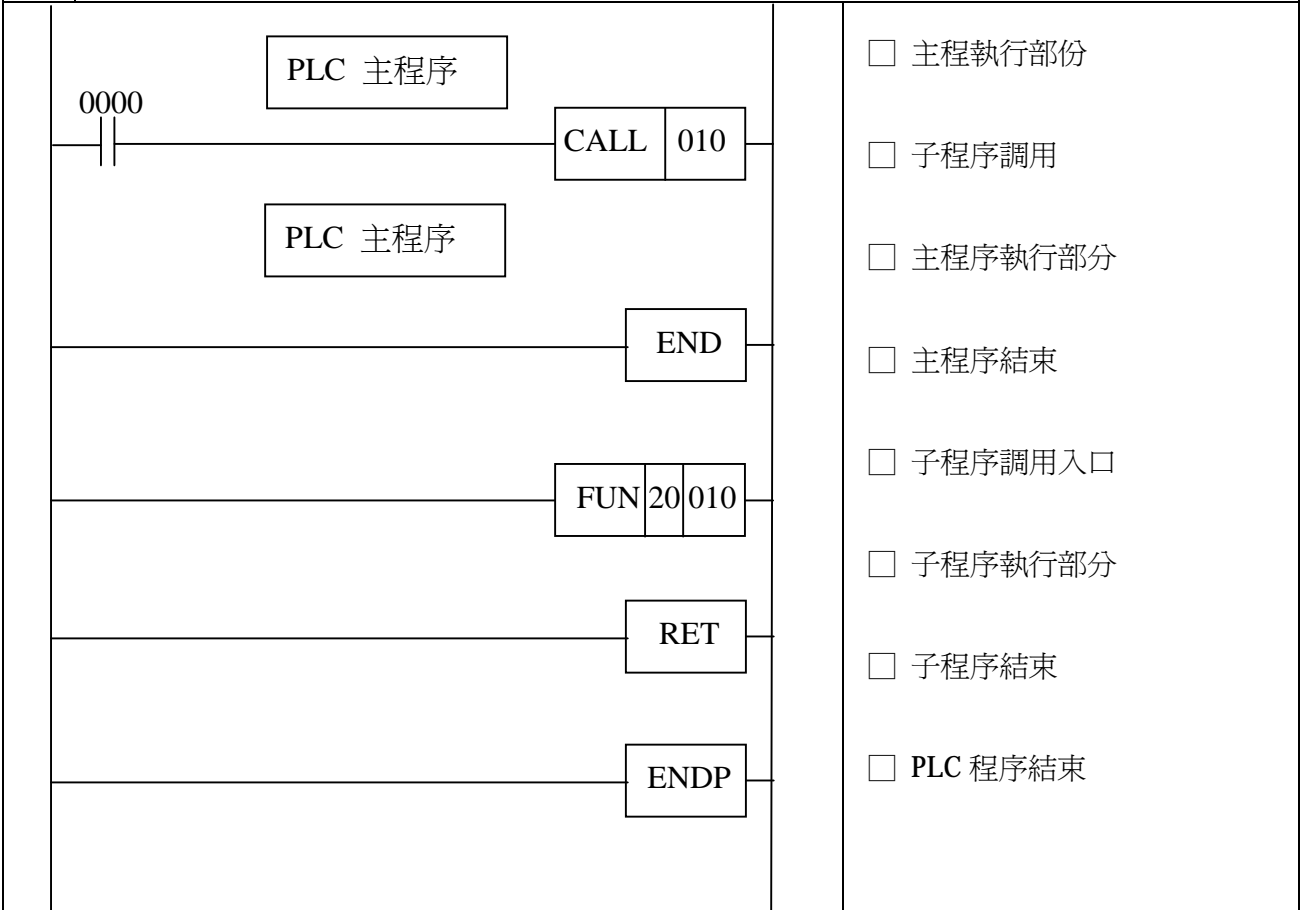 PLC 主程序
0000
CALL 010
PLC 主程序
END
FUN 20 010
RET
ENDP
□ 主程執行部份
□ 子程序調用
□ 主程序執行部分
□ 主程序結束
□ 子程序調用入口
□ 子程序執行部分
□ 子程序結束
□ PLC 程序結束